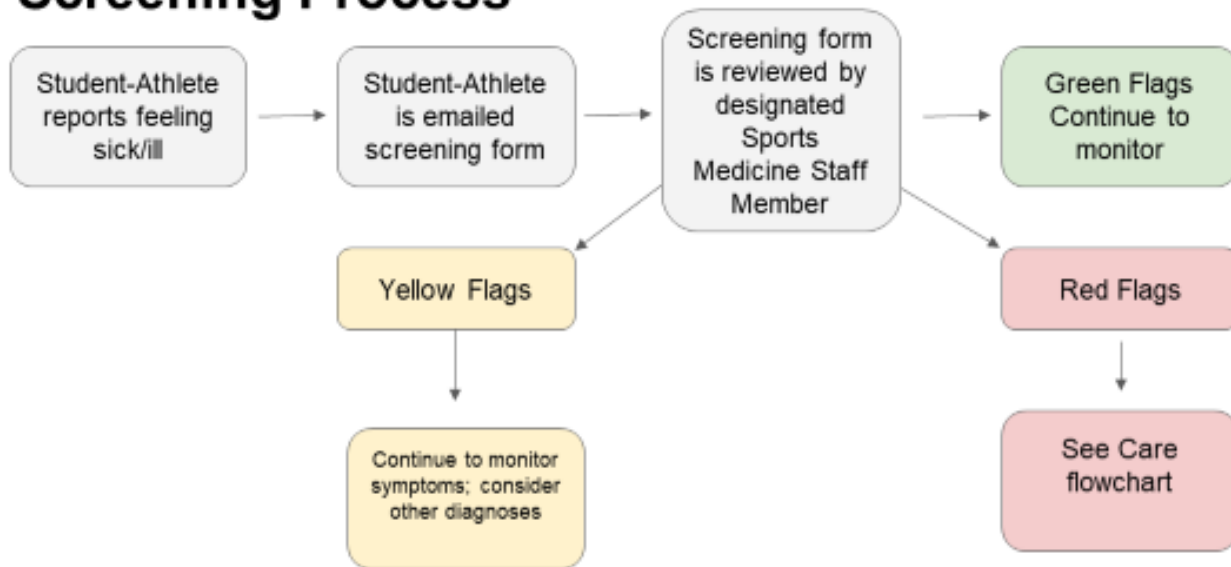 Screening Process
Student-Athlete
reports feeling
sick/ill
Student-Athlete
is emailed
screening form
Screening form
is reviewed by
designated
Sports
Medicine Staff
Member
Green Flags
Continue to
monitor
Yellow Flags
Red Flags
Continue to monitor
symptoms; consider
other diagnoses
See Care
flowchart